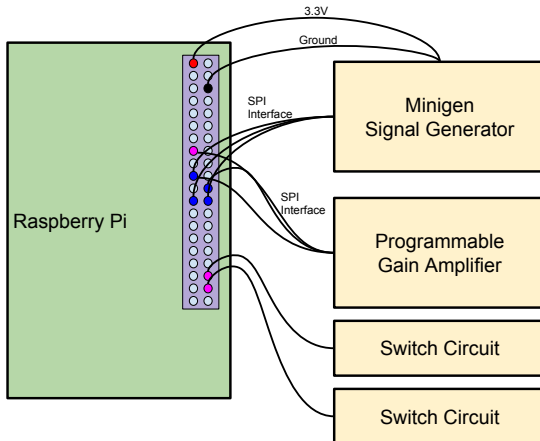 3.3V
Ground
SPI
Interface
Minigen
Signal Generator
SPI
Interface
Raspberry Pi
Programmable
Gain Amplifier
Switch Circuit
Switch Circuit